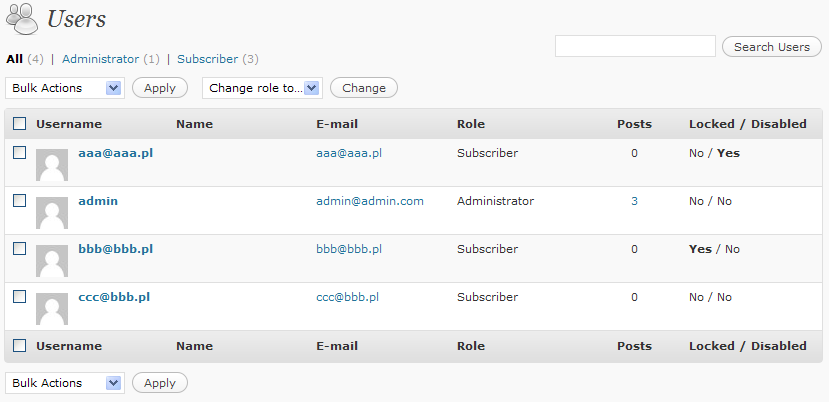 Users
Search Users
All (4) | Administrator (1) | Subscriber (3)
Bulk Actions Apply Change role to... Change
Username Name E-mail Role Posts Locked / Disabled
aaa@aaa.pl aaa@aaa.pl Subscriber 0 No / Yes
admin admin@admin.com Administrator 3 No / No
bbb@bbb.pl bbb@bbb.pl Subscriber 0 Yes / No
ccc@bbb.pl ccc@bbb.pl Subscriber 0 No / No
Username Name E-mail Role Posts Locked / Disabled
Bulk Actions Apply